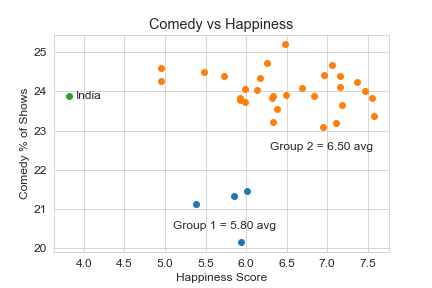 Comedy vs Happiness
Comedy % of Shows
25
24
23
22
21
20
India
Group 2 = 6.50 avg
Group 1 = 5.80 avg
4.0 4.5 5.0 5.5 6.0 6.5 7.0 7.5
Happiness Score